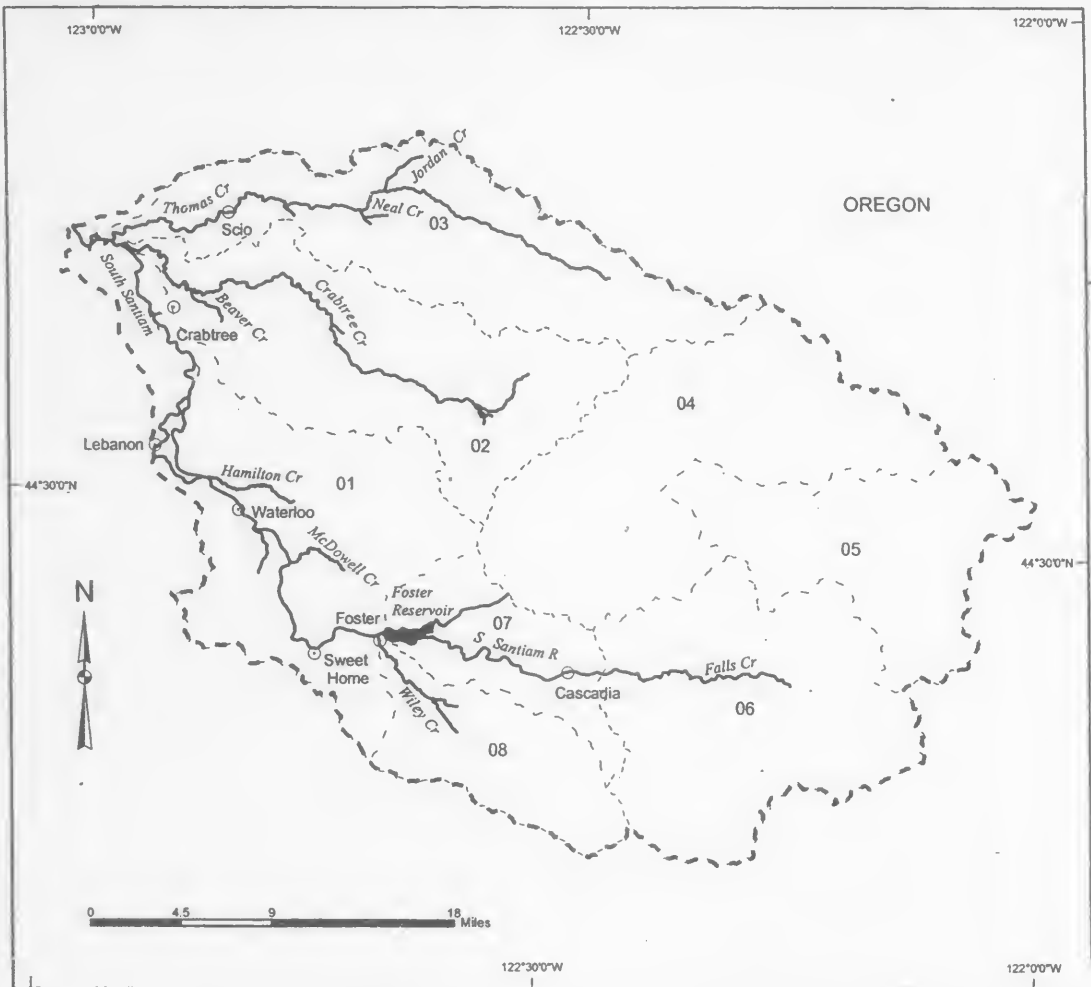 123°0'0"W
122°30'0"W
122°0'0"W
OREGON
Jordan Cr
Thomas Cr
Neal Cr
03
Scio
South Santiam
Beaver Cr
Crabtree Cr
Crabtree
04
02
Lebanon
Hamilton Cr
01
44°30'0"N
Waterloo
McDowell Cr
05
44°30'0"N
N
Foster
Reservoir
Foster
07
S Santiam R
Sweet
Home
Falls Cr
Cascadia
06
Wiley Cr
08
0
4.5
9
18
Miles
122°30'0"W
122°0'0"W